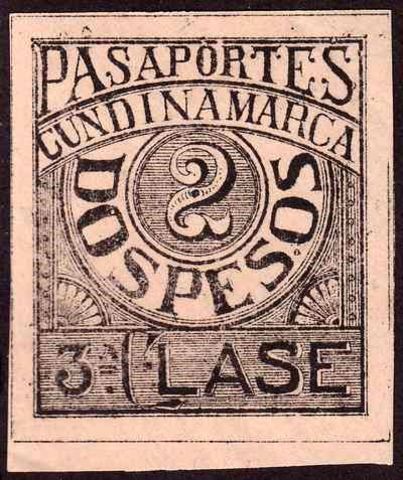 PASAPORTES
CUNDINAMARCA
2
DOS PESOS
3ª CLASE